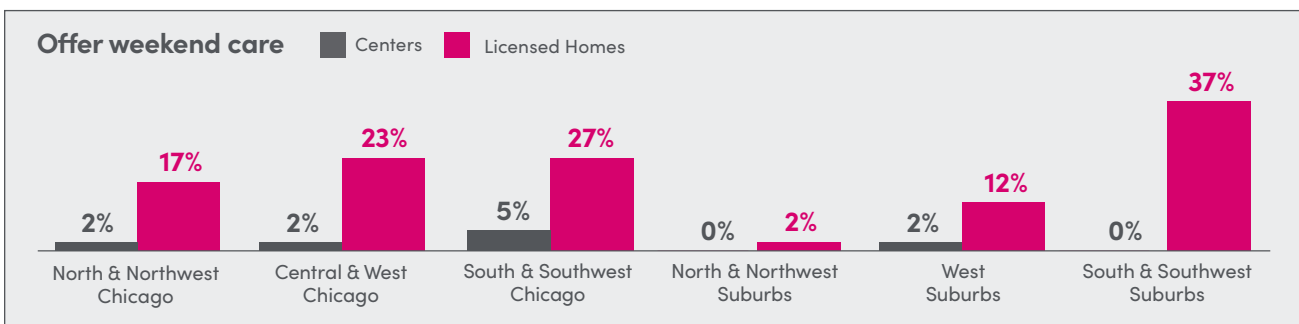 Offer weekend care
Centers
Licensed Homes
2%
17%
2%
23%
5%
27%
0%
2%
2%
12%
0%
37%
North & Northwest
Chicago
Central & West
Chicago
South & Southwest
Chicago
North & Northwest
Suburbs
West
Suburbs
South & Southwest
Suburbs